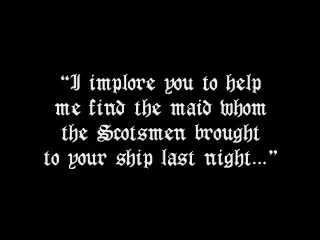 “I implore you to help
me find the maid whom
the Scotsmen brought
to your ship last night...”